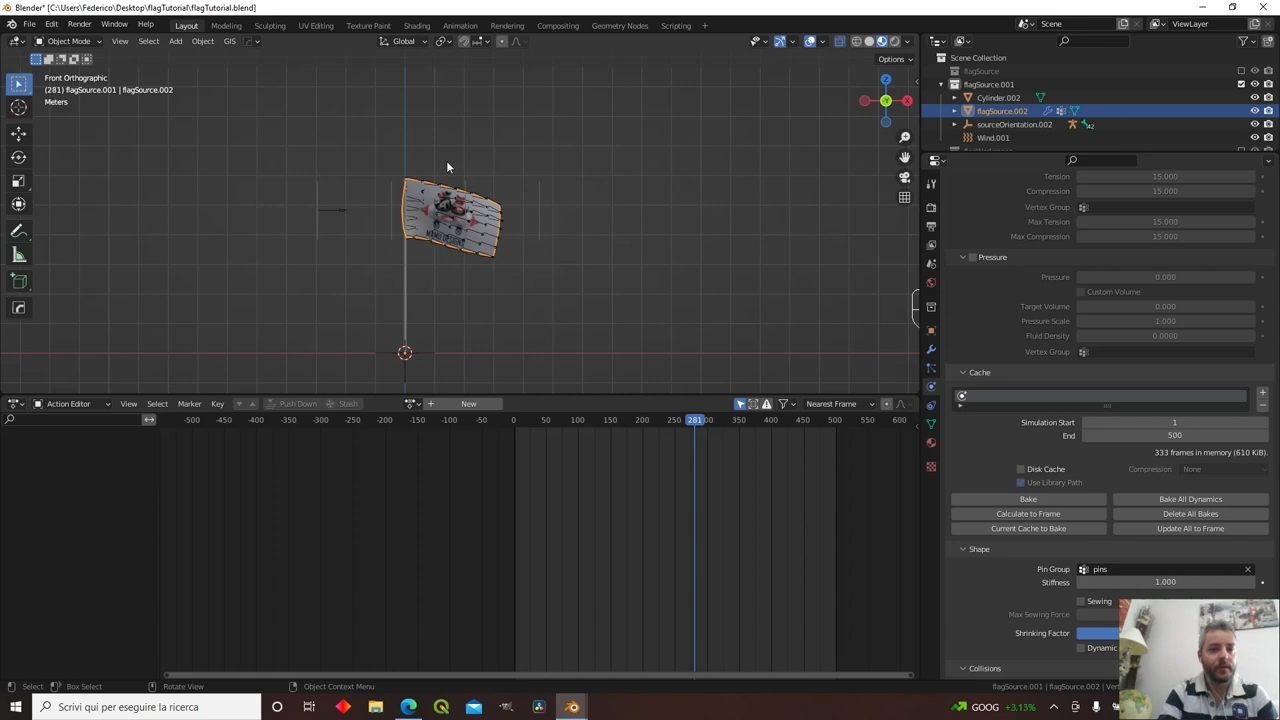 Blender* [C:\Users\Federico\Desktop\flagTutorial\flagTutorial.blend]
File Edit Render Window Help Layout Modeling Sculpting UV Editing Texture Paint Shading Animation Rendering Compositing Geometry Nodes Scripting + Scene ViewLayer
Object Mode View Select Add Object GIS Global
Options
Front Orthographic
(281) flagSource.001 | flagSource.002
Meters
Z
Y
X
Scene Collection
flagSource
flagSource.001
Cylinder.002
flagSource.002
sourceOrientation.002
Wind.001
Tension 15.000
Compression 15.000
Vertex Group
Max Tension 15.000
Max Compression 15.000
Pressure
Pressure 0.000
Custom Volume
Target Volume 0.000
Pressure Scale 1.000
Fluid Density 0.0000
Vertex Group
Cache
Simulation Start 1
End 500
333 frames in memory (610 KiB).
Disk Cache Compression None
Use Library Path
Bake Bake All Dynamics
Calculate to Frame Delete All Bakes
Current Cache to Bake Update All to Frame
Shape
Pin Group pins
Stiffness 1.000
Sewing
Max Sewing Force
Shrinking Factor
Dynamic
Collisions
Action Editor View Select Marker Key Push Down Stash + New Nearest Frame
-500 -450 -400 -350 -300 -250 -200 -150 -100 -50 0 50 100 150 200 250 281 300 350 400 450 500 550 600
Select Box Select Rotate View Object Context Menu
Scrivi qui per eseguire la ricerca
GOOG +3,13%